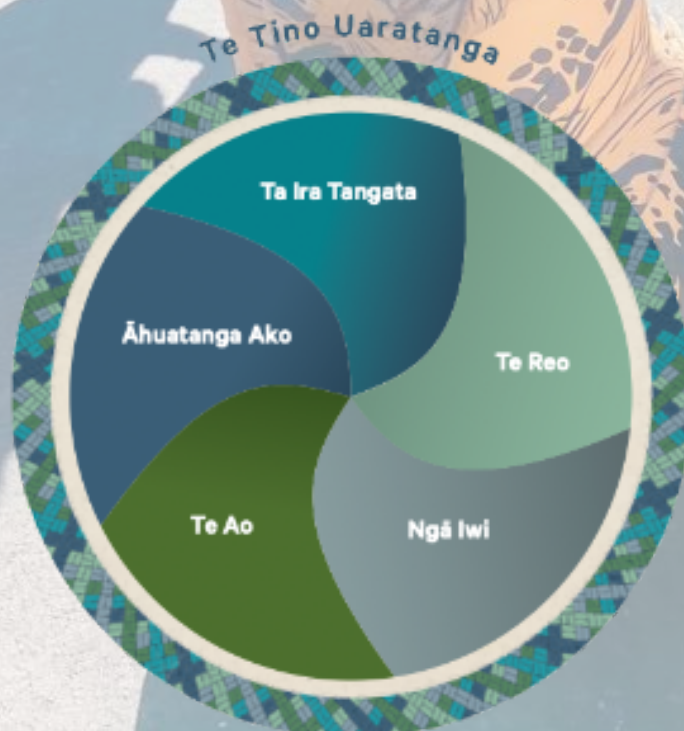 Te Tino Uaratanga
Ta Ira Tangata
Āhuatanga Ako
Te Reo
Te Ao
Ngā Iwi